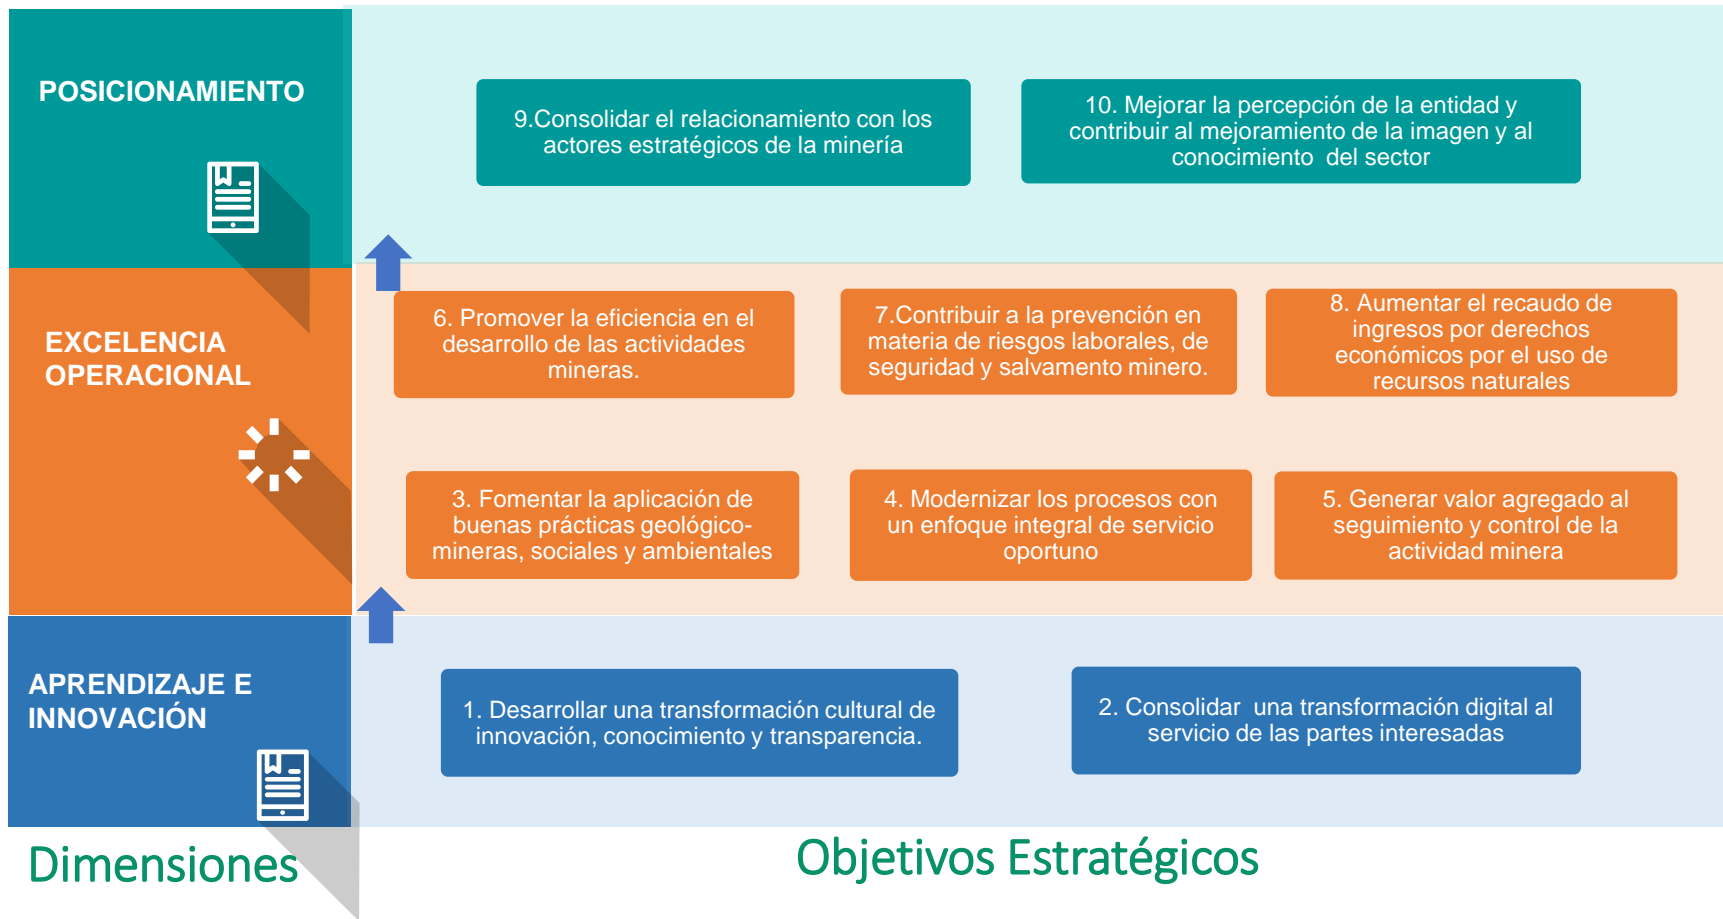 POSICIONAMIENTO
9.Consolidar el relacionamiento con los
actores estratégicos de la minería
10. Mejorar la percepción de la entidad y
contribuir al mejoramiento de la imagen y al
conocimiento  del sector
EXCELENCIA
OPERACIONAL
6. Promover la eficiencia en el
desarrollo de las actividades
mineras.
7.Contribuir a la prevención en
materia de riesgos laborales, de
seguridad y salvamento minero.
8. Aumentar el recaudo de
ingresos por derechos
económicos por el uso de
recursos naturales
3. Fomentar la aplicación de
buenas prácticas geológico-
mineras, sociales y ambientales
4. Modernizar los procesos con
un enfoque integral de servicio
oportuno
5. Generar valor agregado al
seguimiento y control de la
actividad minera
APRENDIZAJE E
INNOVACIÓN
1. Desarrollar una transformación cultural de
innovación, conocimiento y transparencia.
2. Consolidar  una transformación digital al
servicio de las partes interesadas
Dimensiones
Objetivos Estratégicos